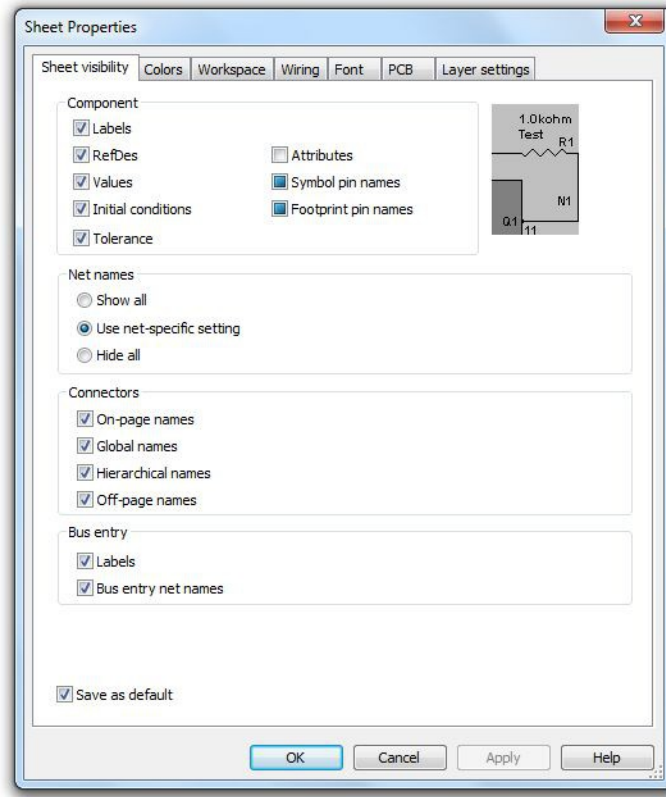 Sheet Properties
Sheet visibility Colors Workspace Wiring Font PCB Layer settings
Component
Labels
RefDes
Values
Initial conditions
Tolerance
Attributes
Symbol pin names
Footprint pin names
1.0kohm
Test
R1
N1
Q1
11
Net names
Show all
Use net-specific setting
Hide all
Connectors
On-page names
Global names
Hierarchical names
Off-page names
Bus entry
Labels
Bus entry net names
Save as default
OK Cancel Apply Help